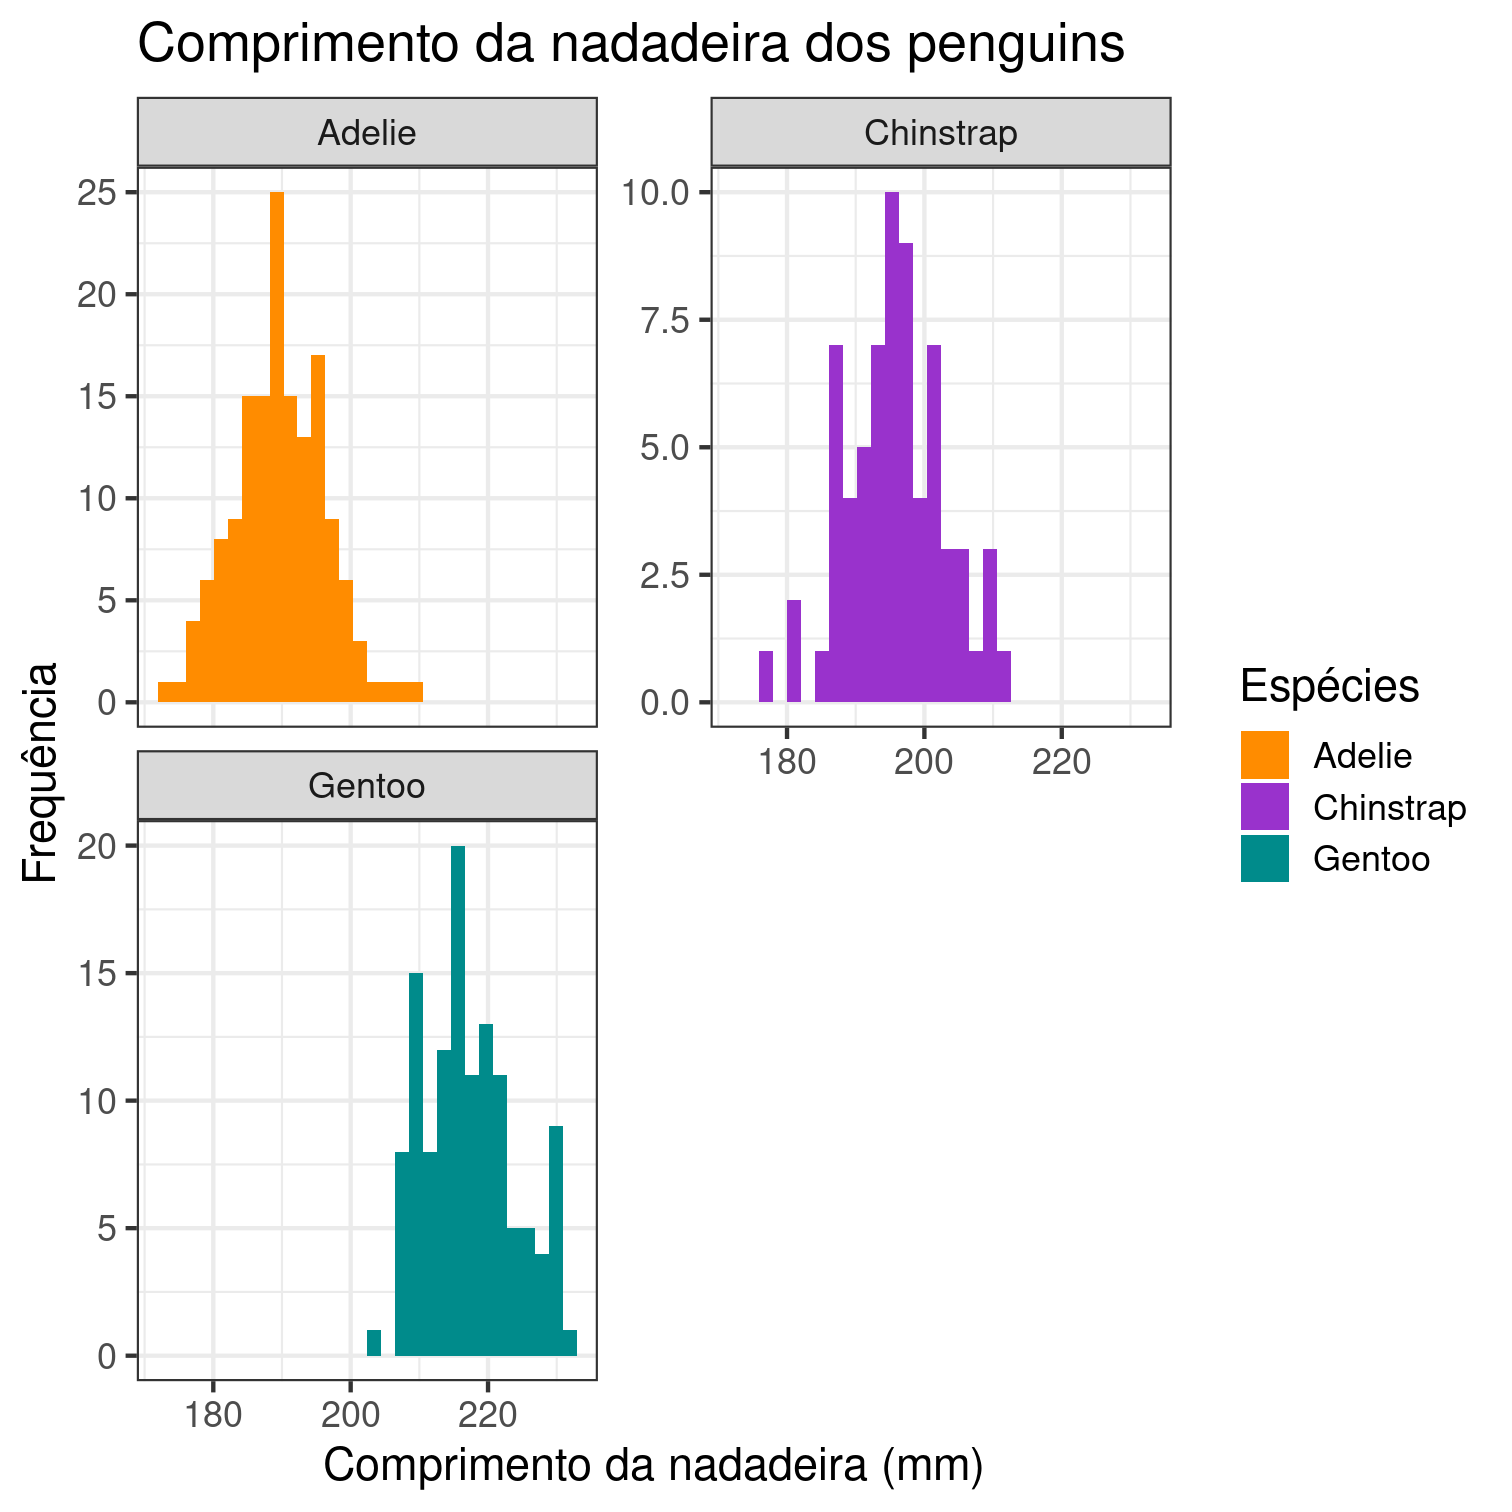 Comprimento da nadadeira dos penguins
Adelie
25
20
15
10
5
0
Chinstrap
10.0
7.5
5.0
2.5
0.0
180 200 220
Gentoo
20
15
10
5
0
180 200 220
Frequência
Comprimento da nadadeira (mm)
Espécies
Adelie
Chinstrap
Gentoo